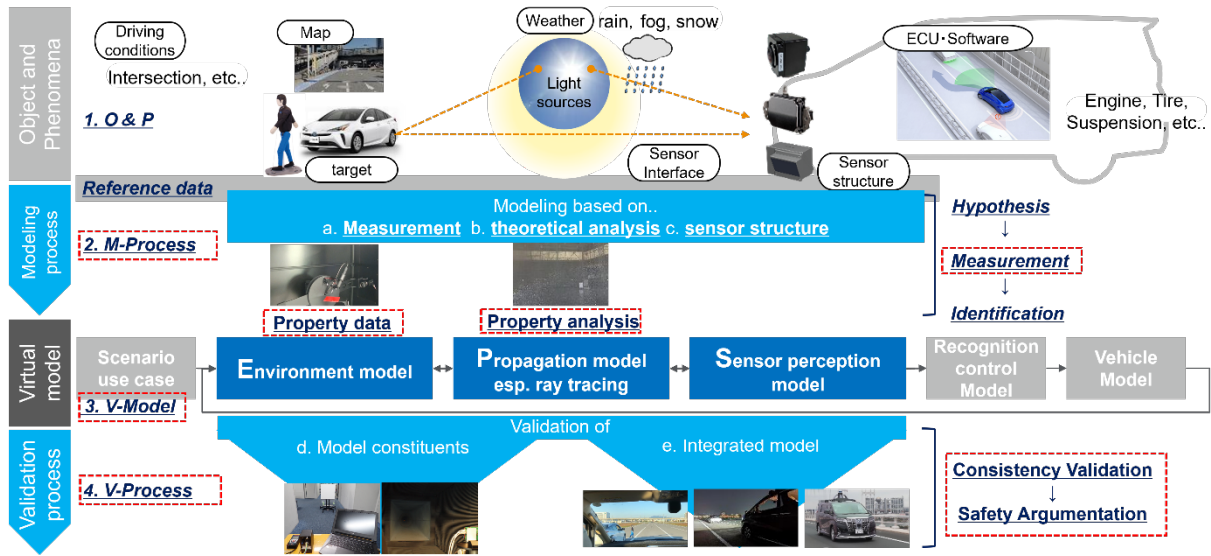 Object and
Phenomena
Driving
conditions
Intersection, etc..
1. O & P
Map
target
Weather
rain, fog, snow
Light
sources
Sensor
Interface
Sensor
structure
ECU・Software
Engine, Tire,
Suspension, etc..
Reference data
Modeling
process
2. M-Process
Modeling based on..
a. Measurement b. theoretical analysis c. sensor structure
Property data
Property analysis
Hypothesis
↓
Measurement
↓
Identification
Virtual
model
Scenario
use case
3. V-Model
Environment model
Propagation model
esp. ray tracing
Sensor perception
model
Recognition
control
Model
Vehicle
Model
Validation
process
4. V-Process
Validation of
d. Model constituents
e. Integrated model
Consistency Validation
↓
Safety Argumentation